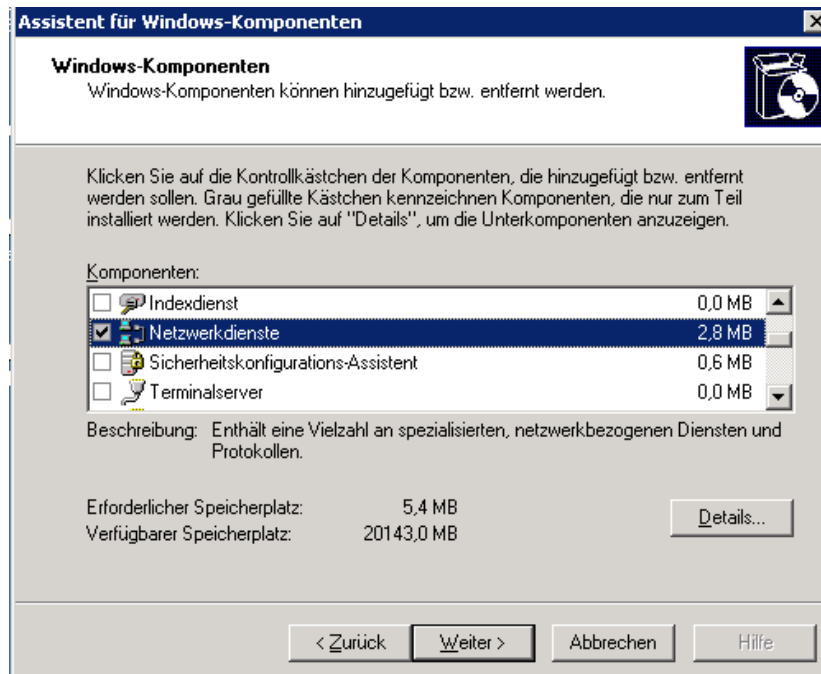 Assistent für Windows-Komponenten
Windows-Komponenten
Windows-Komponenten können hinzugefügt bzw. entfernt werden.
Klicken Sie auf die Kontrollkästchen der Komponenten, die hinzugefügt bzw. entfernt
werden sollen. Grau gefüllte Kästchen kennzeichnen Komponenten, die nur zum Teil
installiert werden. Klicken Sie auf "Details", um die Unterkomponenten anzuzeigen.
Komponenten:
Indexdienst 0,0 MB
Netzwerkdienste 2,8 MB
Sicherheitskonfigurations-Assistent 0,6 MB
Terminalserver 0,0 MB
Beschreibung: Enthält eine Vielzahl an spezialisierten, netzwerkbezogenen Diensten und
Protokollen.
Erforderlicher Speicherplatz: 5,4 MB
Verfügbarer Speicherplatz: 20143,0 MB
Details...
< Zurück Weiter > Abbrechen Hilfe